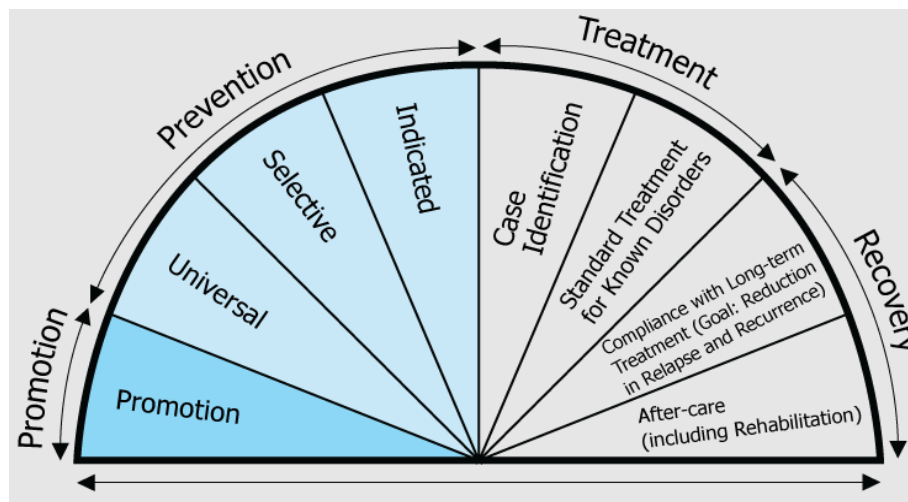 Promotion
Prevention
Treatment
Recovery
Promotion
Universal
Selective
Indicated
Case
Identification
Standard Treatment
for Known Disorders
Compliance with Long-term
Treatment (Goal: Reduction
in Relapse and Recurrence)
After-care
(including Rehabilitation)